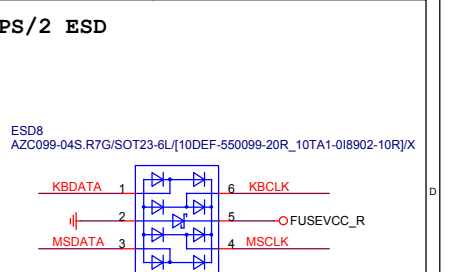 PS/2 ESD
ESD8
AZC099-04S.R7G/SOT23-6L/[10DEF-550099-20R_10TA1-0I8902-10R]/X
KBDATA 1 6 KBCLK
2 5 FUSEVCC_R
MSDATA 3 4 MSCLK
D